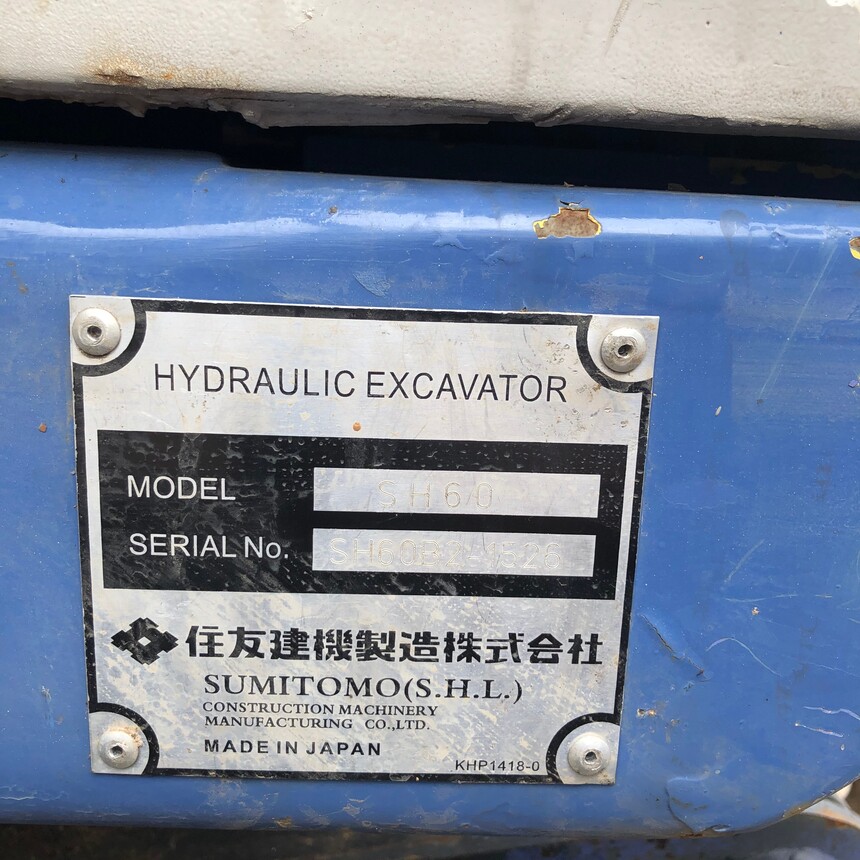 HYDRAULIC EXCAVATOR
MODEL SH60
SERIAL No.
住友建機製造株式会社
SUMITOMO(S.H.L.)
CONSTRUCTION MACHINERY
MANUFACTURING CO.,LTD.
MADE IN JAPAN
KHP1418-0